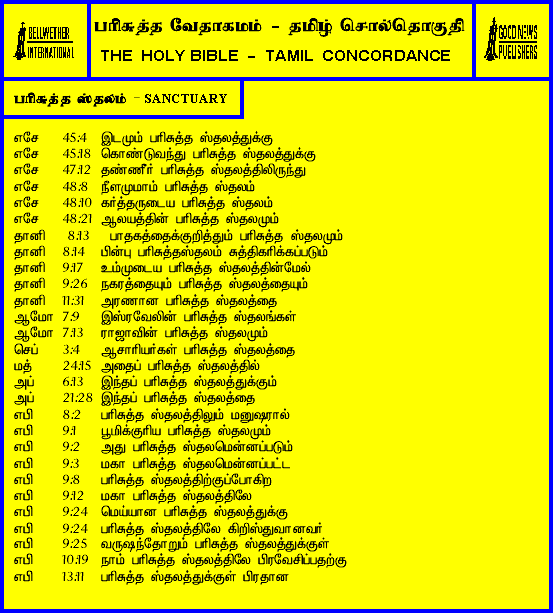 BELLWETHER INTERNATIONAL
பரிசுத்த வேதாகமம் - தமிழ் சொல்தொகுதி
THE HOLY BIBLE - TAMIL CONCORDANCE
GOOD NEWS PUBLISHERS
பரிசுத்த ஸ்தலம் - SANCTUARY
எசே 45:4 இடமும் பரிசுத்த ஸ்தலத்துக்கு
எசே 45:18 கொண்டுவந்து பரிசுத்த ஸ்தலத்துக்கு
எசே 47:12 தண்ணீர் பரிசுத்த ஸ்தலத்திலிருந்து
எசே 48:8 நீளமுமாம் பரிசுத்த ஸ்தலம்
எசே 48:10 கர்த்தருடைய பரிசுத்த ஸ்தலம்
எசே 48:21 ஆலயத்தின் பரிசுத்த ஸ்தலமும்
தானி 8:13 பாதகத்தைக்குறித்தும் பரிசுத்த ஸ்தலமும்
தானி 8:14 பின்பு பரிசுத்தஸ்தலம் சுத்திகரிக்கப்படும்
தானி 9:17 உம்முடைய பரிசுத்த ஸ்தலத்தின்மேல்
தானி 9:26 நகரத்தையும் பரிசுத்த ஸ்தலத்தையும்
தானி 11:31 அரணான பரிசுத்த ஸ்தலத்தை
ஆமோ 7:9 இஸ்ரவேலின் பரிசுத்த ஸ்தலங்கள்
ஆமோ 7:13 ராஜாவின் பரிசுத்த ஸ்தலமும்
செப் 3:4 ஆசாரியர்கள் பரிசுத்த ஸ்தலத்தை
மத் 24:15 அதைப் பரிசுத்த ஸ்தலத்தில்
அப் 6:13 இந்தப் பரிசுத்த ஸ்தலத்துக்கும்
அப் 21:28 இந்தப் பரிசுத்த ஸ்தலத்தை
எபி 8:2 பரிசுத்த ஸ்தலத்திலும் மனுஷரால்
எபி 9:1 பூமிக்குரிய பரிசுத்த ஸ்தலமும்
எபி 9:2 அது பரிசுத்த ஸ்தலமென்னப்படும்
எபி 9:3 மகா பரிசுத்த ஸ்தலமென்னப்பட்ட
எபி 9:8 பரிசுத்த ஸ்தலத்திற்குப்போகிற
எபி 9:12 மகா பரிசுத்த ஸ்தலத்திலே
எபி 9:24 மெய்யான பரிசுத்த ஸ்தலத்துக்கு
எபி 9:24 பரிசுத்த ஸ்தலத்திலே கிறிஸ்துவானவர்
எபி 9:25 வருஷந்தோறும் பரிசுத்த ஸ்தலத்துக்குள்
எபி 10:19 நாம் பரிசுத்த ஸ்தலத்திலே பிரவேசிப்பதற்கு
எபி 13:11 பரிசுத்த ஸ்தலத்துக்குள் பிரதான